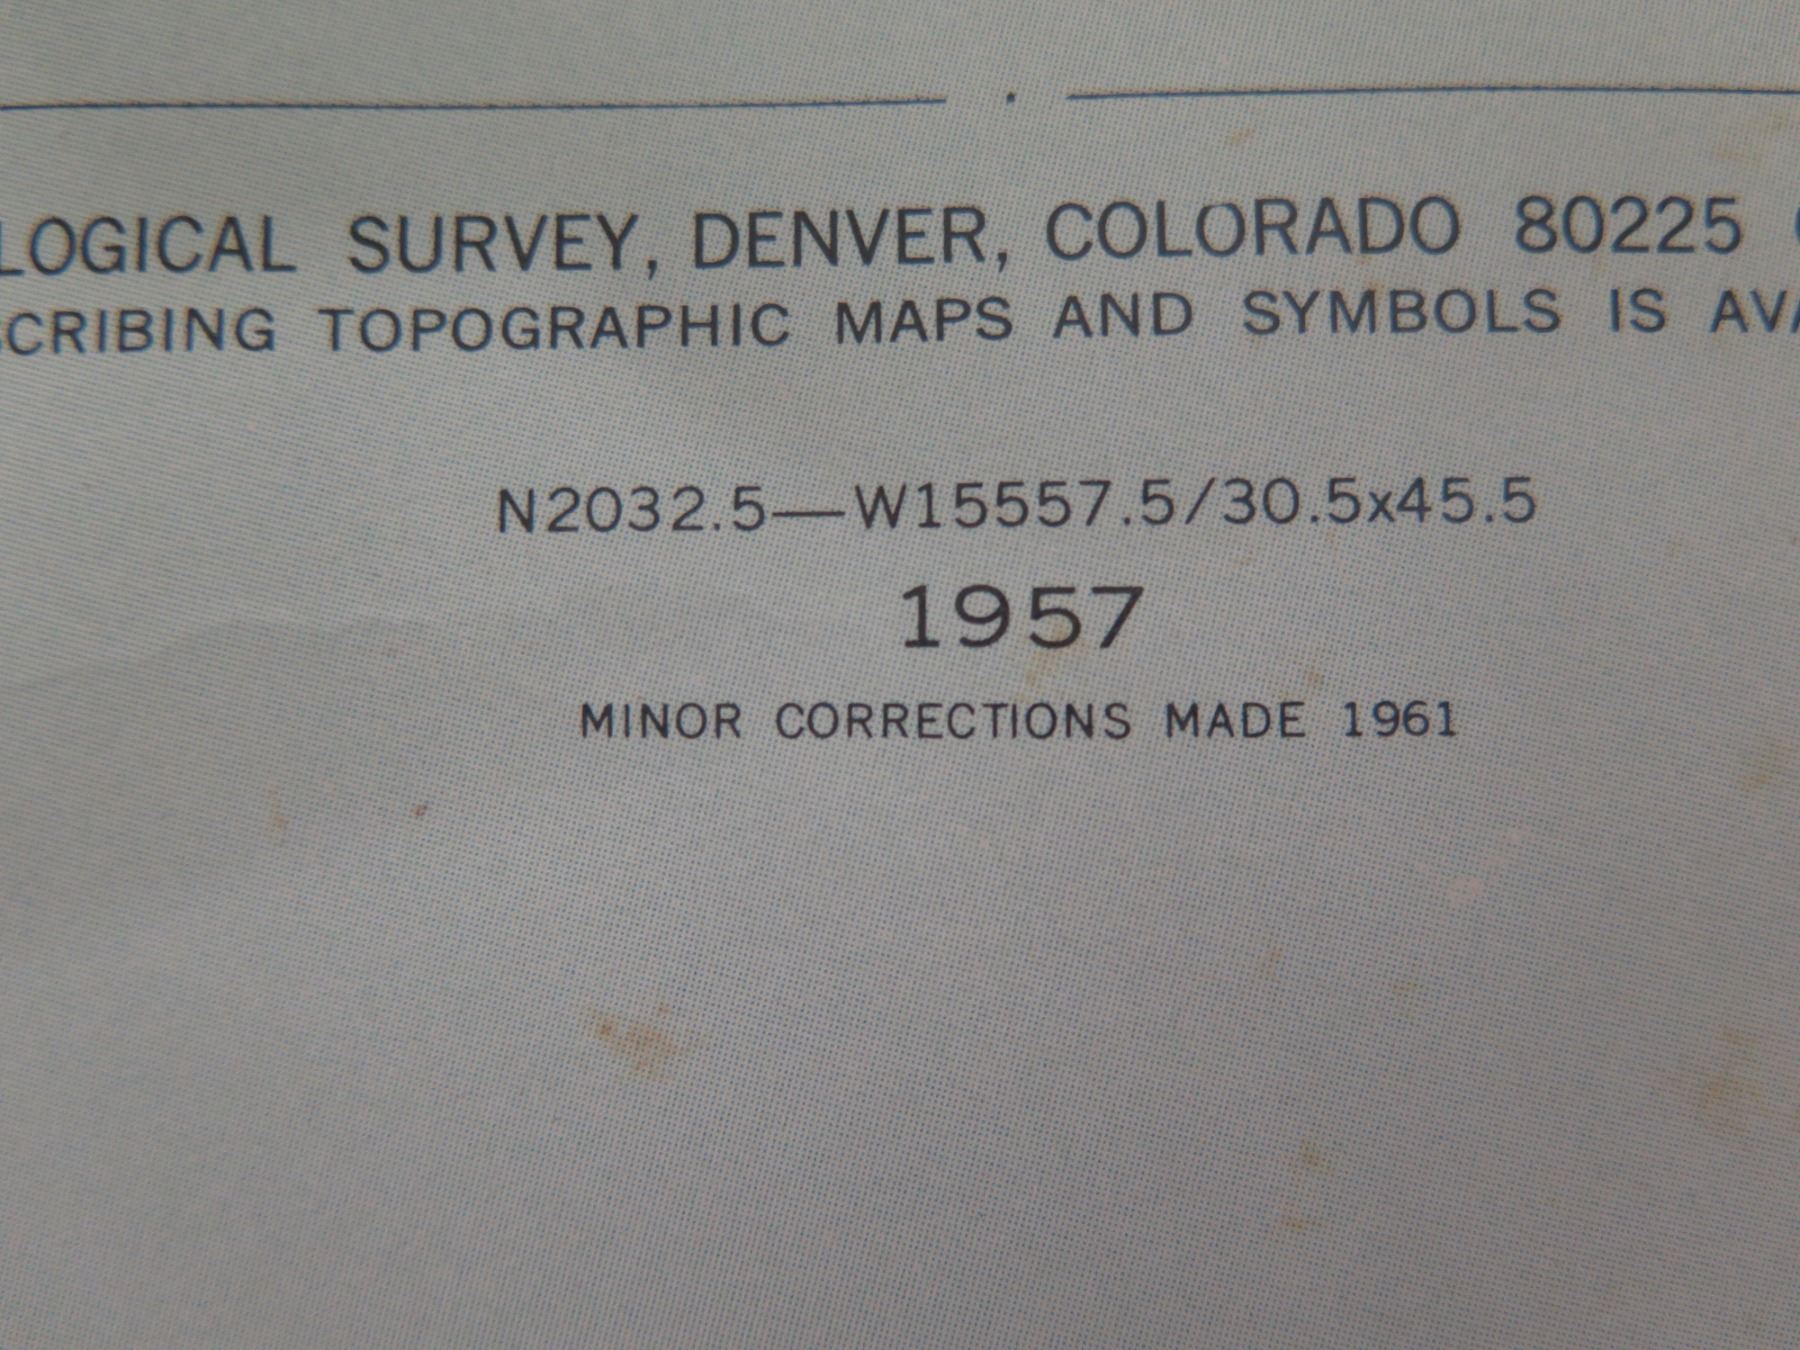 LOGICAL SURVEY, DENVER, COLORADO 80225
CRIBING TOPOGRAPHIC MAPS AND SYMBOLS IS AVA
N2032.5—W15557.5/30.5x45.5
1957
MINOR CORRECTIONS MADE 1961